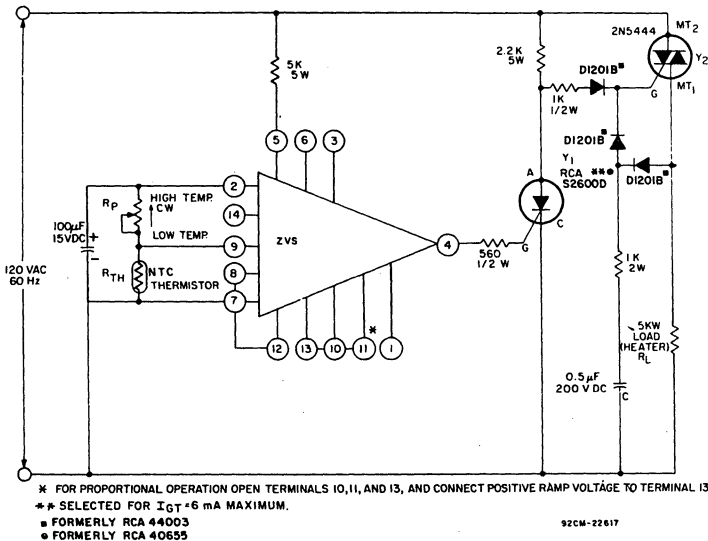 2N5444
MT2
Y2
MT1
G
5K
5W
2.2K
5W
D1201B■
1K
1/2W
D1201B■
Y1
RCA **●
S2600D
D1201B■
A
C
G
5
6
3
2
14
9
8
7
4
12
13
10
11
*
1
ZVS
RP
HIGH TEMP.
CW
LOW TEMP.
100μF
15VDC
+
-
RTH
NTC
THERMISTOR
120 VAC
60 Hz
560
1/2 W
1K
2W
5KW
LOAD
(HEATER)
RL
0.5μF
200 VDC
C
* FOR PROPORTIONAL OPERATION OPEN TERMINALS 10,11, AND 13, AND CONNECT POSITIVE RAMP VOLTAGE TO TERMINAL 13
** SELECTED FOR IGT=6 mA MAXIMUM.
■ FORMERLY RCA 44003
● FORMERLY RCA 40655
92CM-22617